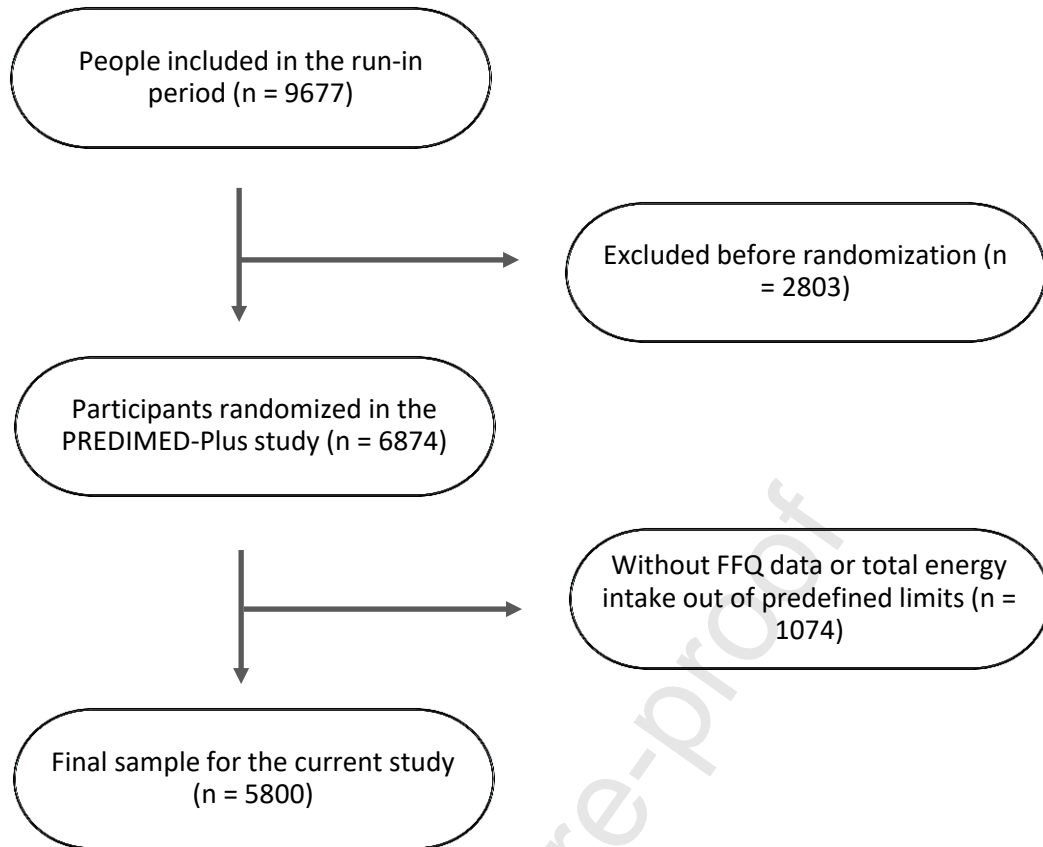 People included in the run-in
period (n = 9677)
Excluded before randomization (n
= 2803)
Participants randomized in the
PREDIMED-Plus study (n = 6874)
Without FFQ data or total energy
intake out of predefined limits (n =
1074)
Final sample for the current study
(n = 5800)
re-proof